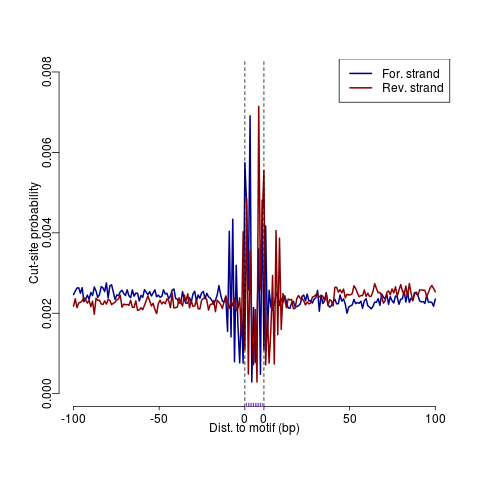 For. strand
Rev. strand
Cut-site probability
0.008
0.006
0.004
0.002
0.000
-100 -50 0 0 50 100
Dist. to motif (bp)